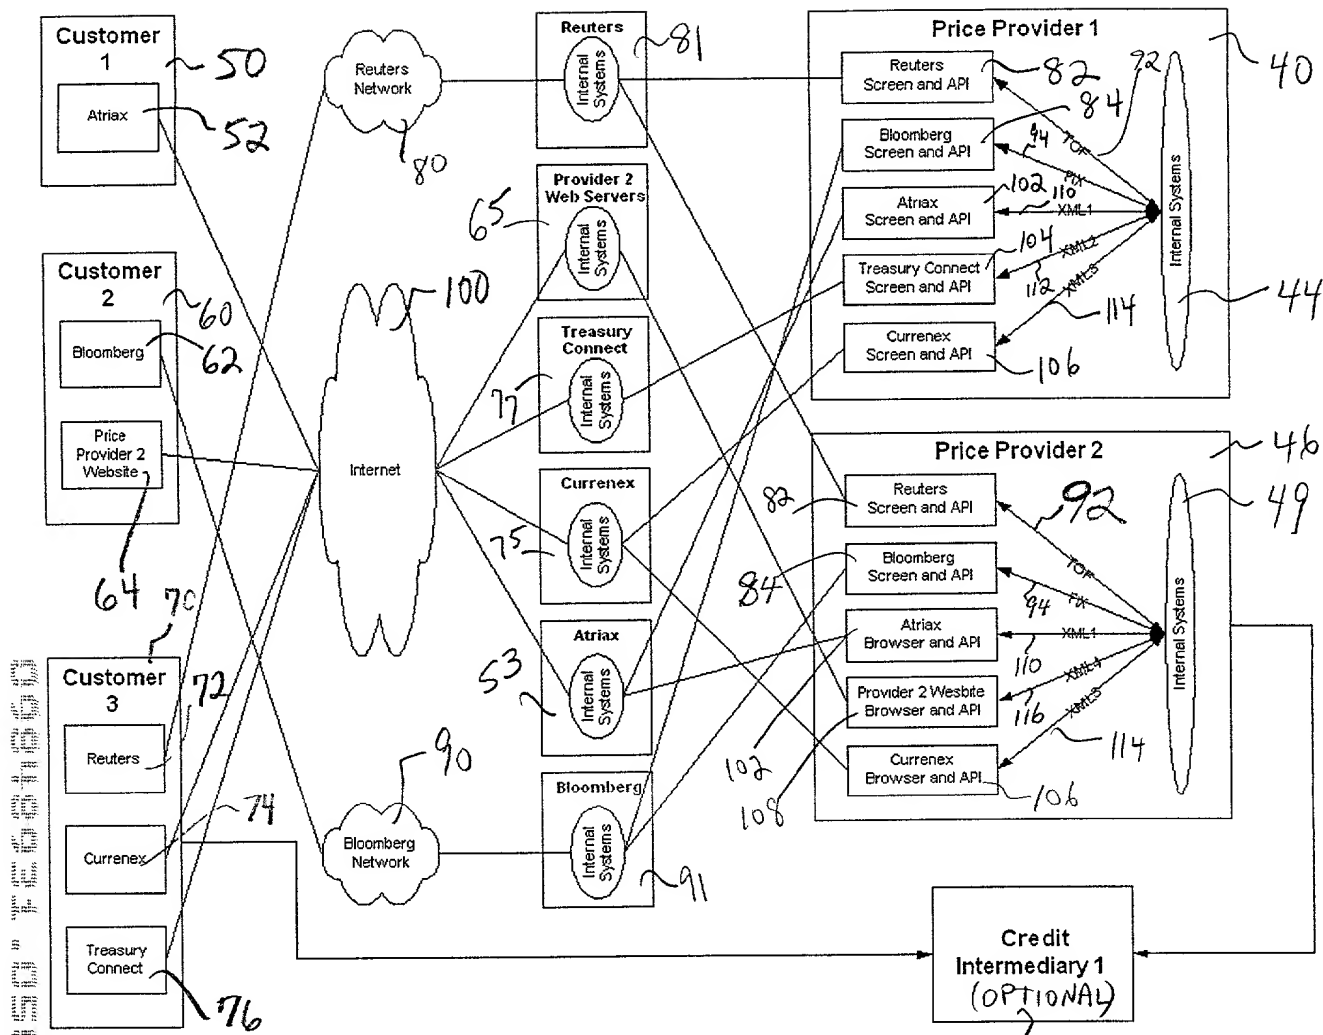 Customer
1
50
Atriax
52
Customer
2
60
Bloomberg
62
Price
Provider 2
Website
64
70
Customer
3
72
Reuters
74
Currenex
Treasury
Connect
76
Reuters
Network
80
100
Internet
90
Bloomberg
Network
Reuters
Internal
Systems
81
Provider 2
Web Servers
65
Internal
Systems
Treasury
Connect
77
Internal
Systems
Currenex
75
Internal
Systems
Atriax
53
Internal
Systems
Bloomberg
Internal
Systems
91
Price Provider 1
40
Reuters
Screen and API
82
92
TOF
Bloomberg
Screen and API
84
94
FIX
Atriax
Screen and API
102
110
XML1
Treasury Connect
Screen and API
104
XML2
112
XML3
114
Currenex
Screen and API
106
Internal Systems
44
Price Provider 2
46
Reuters
Screen and API
82
92
TOF
Bloomberg
Screen and API
84
94
FIX
Atriax
Browser and API
102
110
XML1
Provider 2 Wesbite
Browser and API
108
XML4
116
XML3
114
Currenex
Browser and API
106
Internal Systems
49
Credit
Intermediary 1
(OPTIONAL)